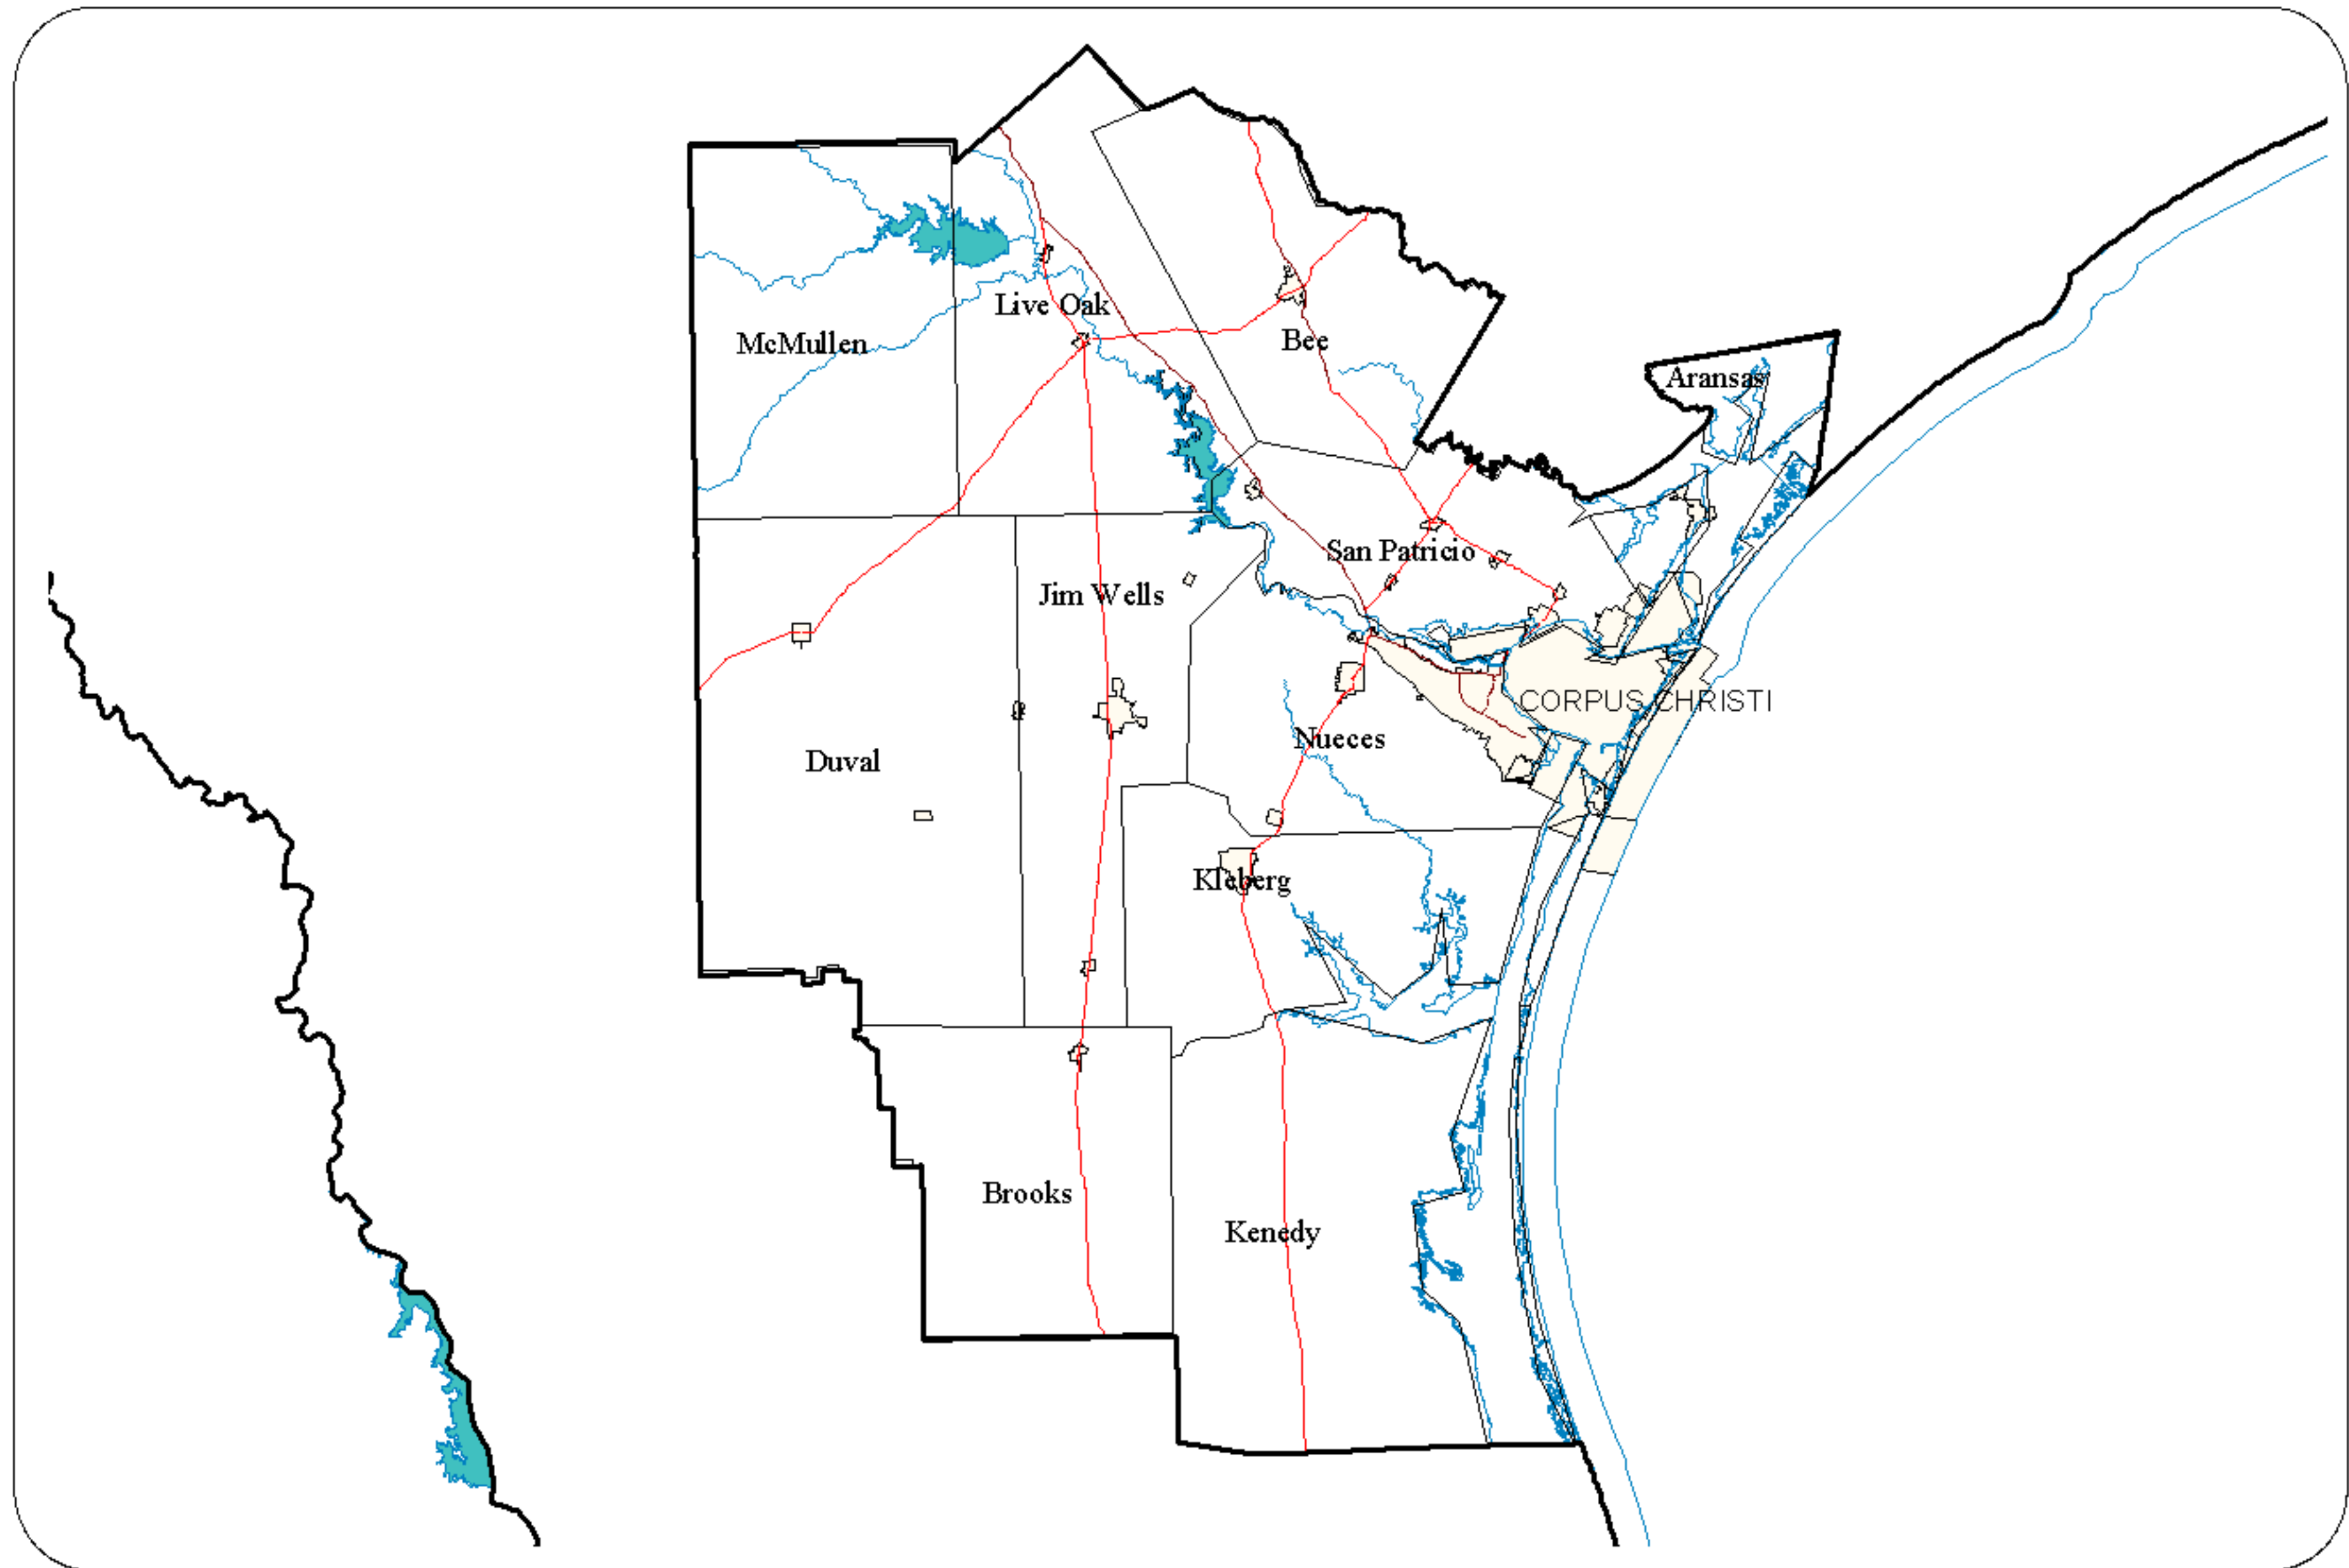 Live Oak
McMullen
Bee
Aransas
San Patricio
Jim Wells
CORPUS CHRISTI
Nueces
Duval
Kleberg
Brooks
Kenedy